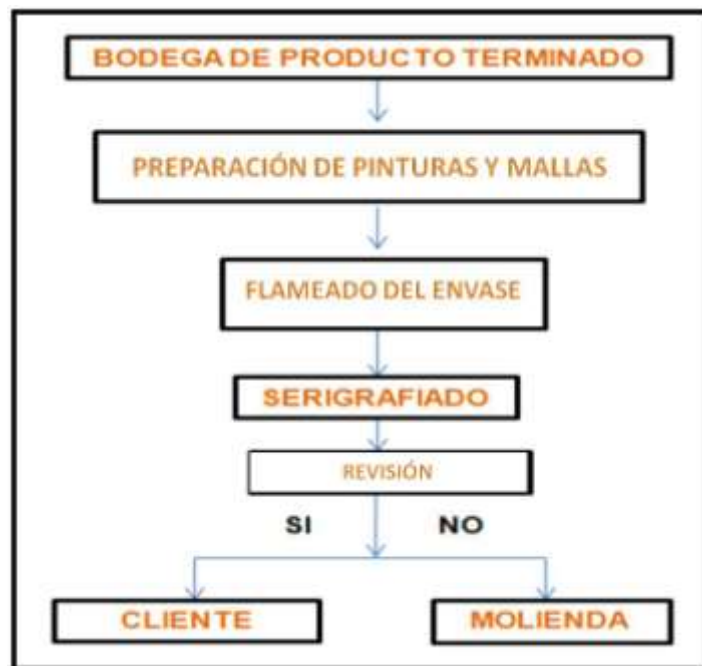 BODEGA DE PRODUCTO TERMINADO
PREPARACIÓN DE PINTURAS Y MALLAS
FLAMEADO DEL ENVASE
SERIGRAFIADO
REVISIÓN
SI NO
CLIENTE MOLIENDA